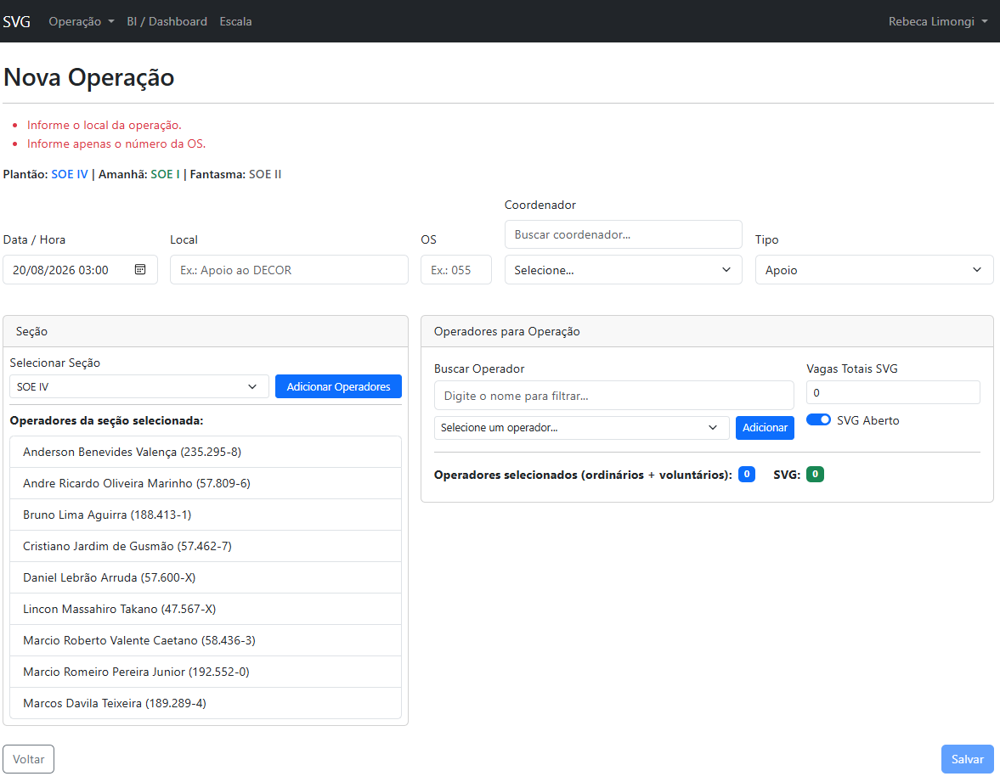 SVG Operação BI / Dashboard Escala Rebeca Limongi
Nova Operação
Informe o local da operação.
Informe apenas o número da OS.
Plantão: SOE IV | Amanhã: SOE I | Fantasma: SOE II
Data / Hora
20/08/2026 03:00
Local
Ex.: Apoio ao DECOR
OS
Ex.: 055
Coordenador
Buscar coordenador...
Selecione...
Tipo
Apoio
Seção
Selecionar Seção
SOE IV
Adicionar Operadores
Operadores da seção selecionada:
Anderson Benevides Valença (235.295-8)
Andre Ricardo Oliveira Marinho (57.809-6)
Bruno Lima Aguirra (188.413-1)
Cristiano Jardim de Gusmão (57.462-7)
Daniel Lebrão Arruda (57.600-X)
Lincon Massahiro Takano (47.567-X)
Marcio Roberto Valente Caetano (58.436-3)
Marcio Romeiro Pereira Junior (192.552-0)
Marcos Davila Teixeira (189.289-4)
Operadores para Operação
Buscar Operador
Digite o nome para filtrar...
Selecione um operador...
Adicionar
Vagas Totais SVG
0
SVG Aberto
Operadores selecionados (ordinários + voluntários): 0 SVG: 0
Voltar
Salvar